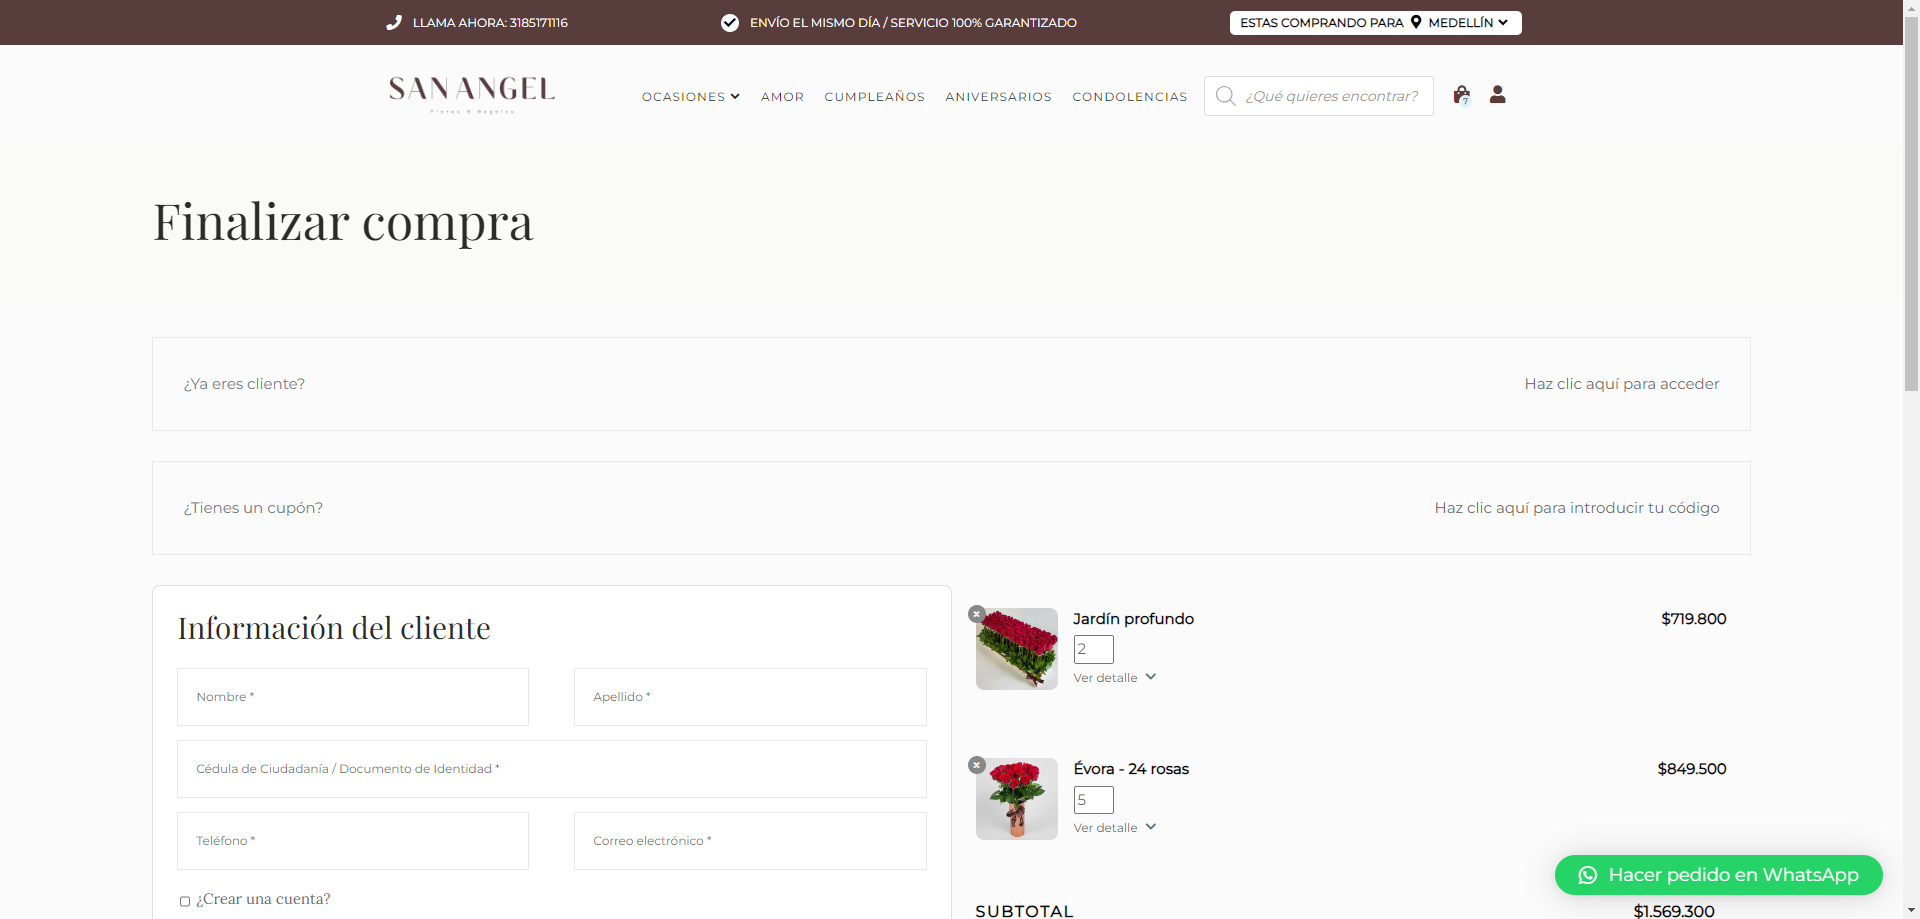 LLAMA AHORA: 3185171116
ENVÍO EL MISMO DÍA / SERVICIO 100% GARANTIZADO
ESTAS COMPRANDO PARA MEDELLÍN
SAN ANGEL
Flores & Regalos
OCASIONES
AMOR
CUMPLEAÑOS
ANIVERSARIOS
CONDOLENCIAS
¿Qué quieres encontrar?
7
Finalizar compra
¿Ya eres cliente?
Haz clic aquí para acceder
¿Tienes un cupón?
Haz clic aquí para introducir tu código
Información del cliente
Nombre *
Apellido *
Cédula de Ciudadanía / Documento de Identidad *
Teléfono *
Correo electrónico *
¿Crear una cuenta?
Jardín profundo
$719.800
2
Ver detalle
Évora - 24 rosas
$849.500
5
Ver detalle
Hacer pedido en WhatsApp
SUBTOTAL
$1.569.300